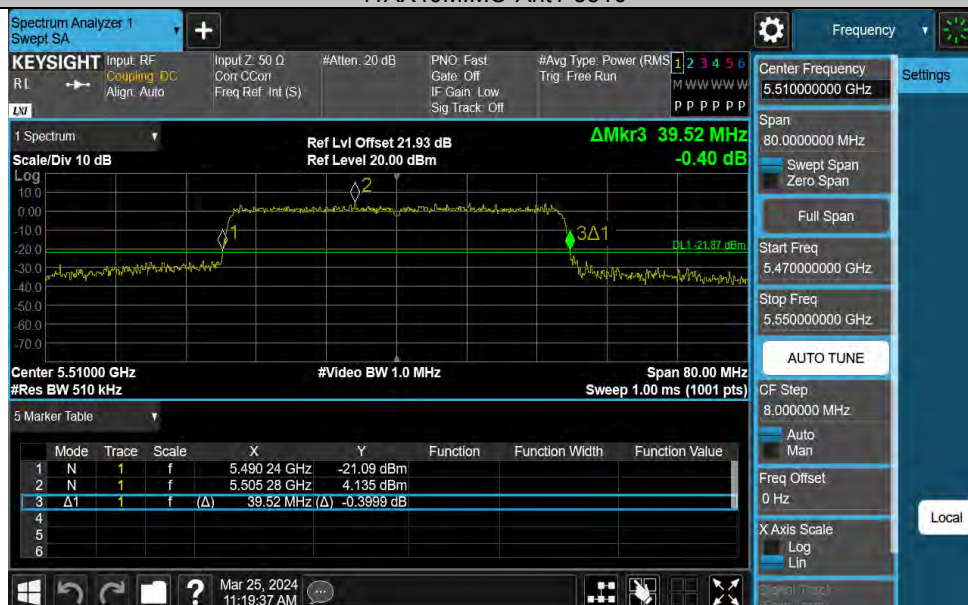 Spectrum Analyzer 1
Swept SA
+
Frequency
KEYSIGHT
Input: RF
Input Z: 50 Ω
#Atten: 20 dB
PNO: Fast
#Avg Type: Power (RMS
1 2 3 4 5 6
RL
Coupling: DC
Corr CCorr
Gate: Off
Trig: Free Run
M W W W W W
Align: Auto
Freq Ref: Int (S)
IF Gain: Low
Sig Track: Off
P P P P P P
LXI
Center Frequency
5.510000000 GHz
Settings
1 Spectrum
Ref Lvl Offset 21.93 dB
ΔMkr3 39.52 MHz
Scale/Div 10 dB
Ref Level 20.00 dBm
-0.40 dB
Log
10.0
0.00
-10.0
-20.0
-30.0
-40.0
-50.0
-60.0
-70.0
2
1
3Δ1
DL1 -21.87 dBm
Center 5.51000 GHz
#Video BW 1.0 MHz
Span 80.00 MHz
#Res BW 510 kHz
Sweep 1.00 ms (1001 pts)
Span
80.0000000 MHz
Swept Span
Zero Span
Full Span
Start Freq
5.470000000 GHz
Stop Freq
5.550000000 GHz
AUTO TUNE
CF Step
8.000000 MHz
Auto
Man
Freq Offset
0 Hz
X Axis Scale
Log
Lin
Signal Track
Local
5 Marker Table
Mode Trace Scale X Y Function Function Width Function Value
1 N 1 f 5.490 24 GHz -21.09 dBm
2 N 1 f 5.505 28 GHz 4.135 dBm
3 Δ1 1 f (Δ) 39.52 MHz (Δ) -0.3999 dB
4
5
6
?
Mar 25, 2024
11:19:37 AM